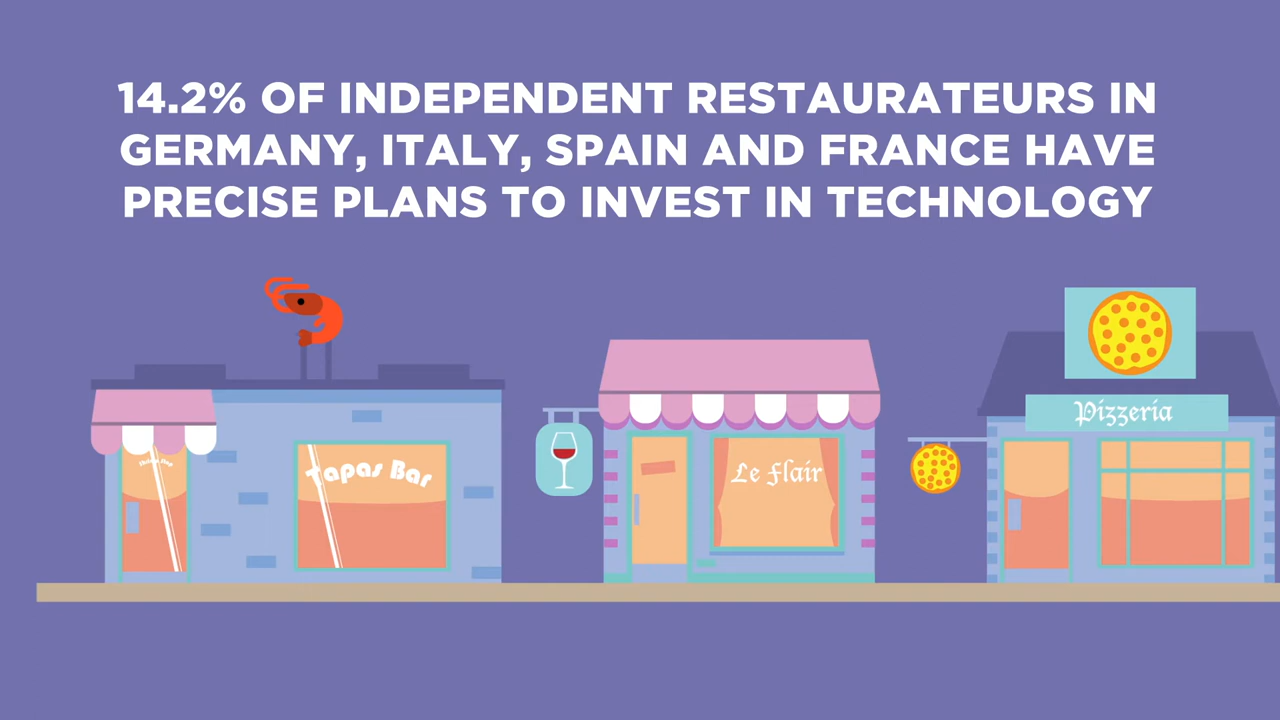 14.2% OF INDEPENDENT RESTAURATEURS IN
GERMANY, ITALY, SPAIN AND FRANCE HAVE
PRECISE PLANS TO INVEST IN TECHNOLOGY
Pizzeria
Tapas Bar
Le Flair